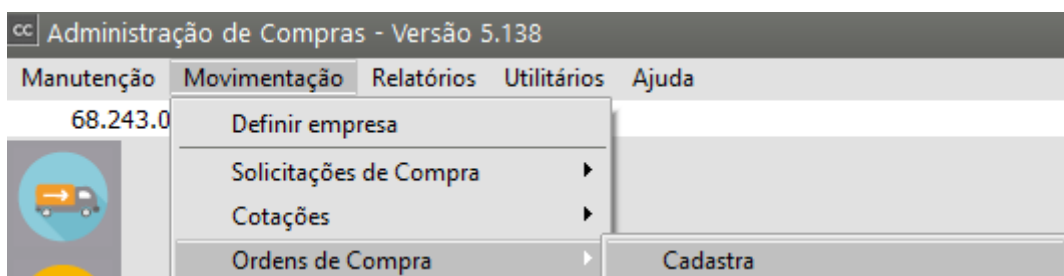 cc Administração de Compras - Versão 5.138
Manutenção Movimentação Relatórios Utilitários Ajuda
68.243.0
Definir empresa
Solicitações de Compra
Cotações
Ordens de Compra Cadastra